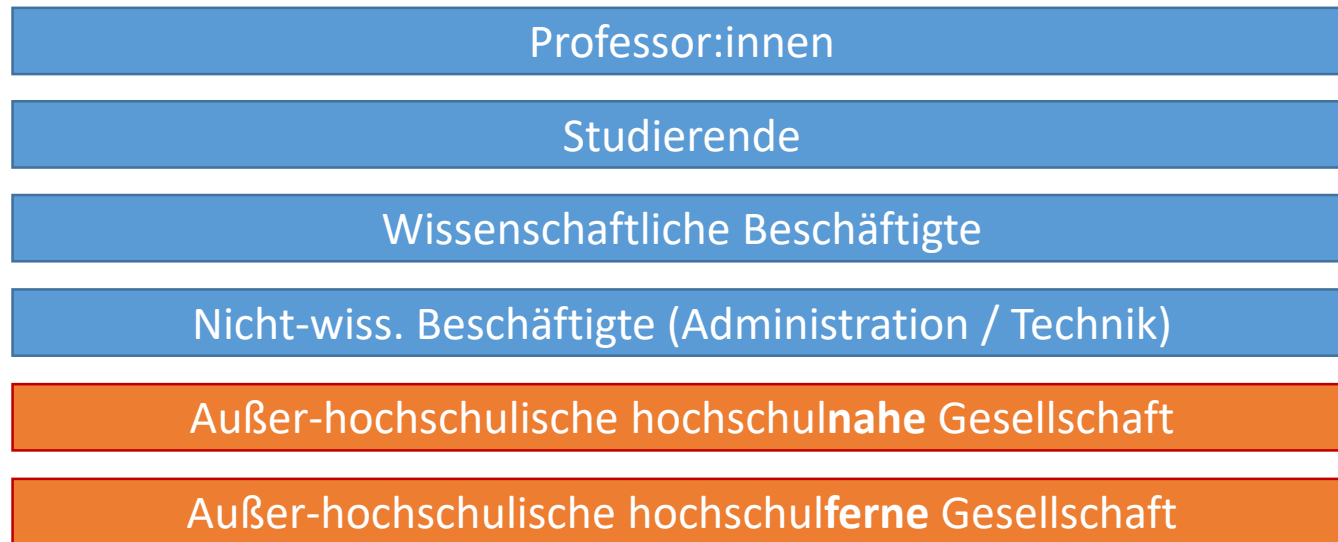 Professor:innen
Studierende
Wissenschaftliche Beschäftigte
Nicht-wiss. Beschäftigte (Administration / Technik)
Außer-hochschulische hochschulnahe Gesellschaft
Außer-hochschulische hochschulferne Gesellschaft